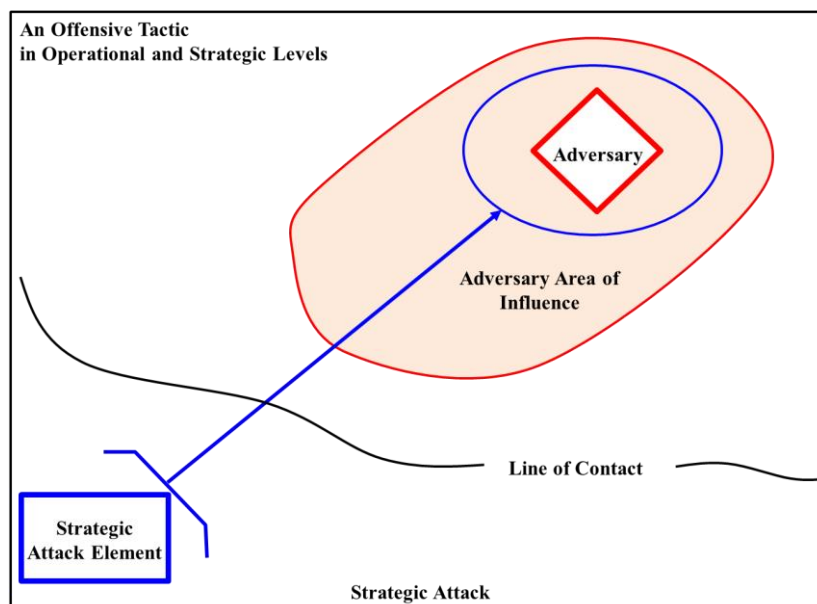 An Offensive Tactic
in Operational and Strategic Levels
Adversary
Adversary Area of
Influence
Line of Contact
Strategic
Attack Element
Strategic Attack